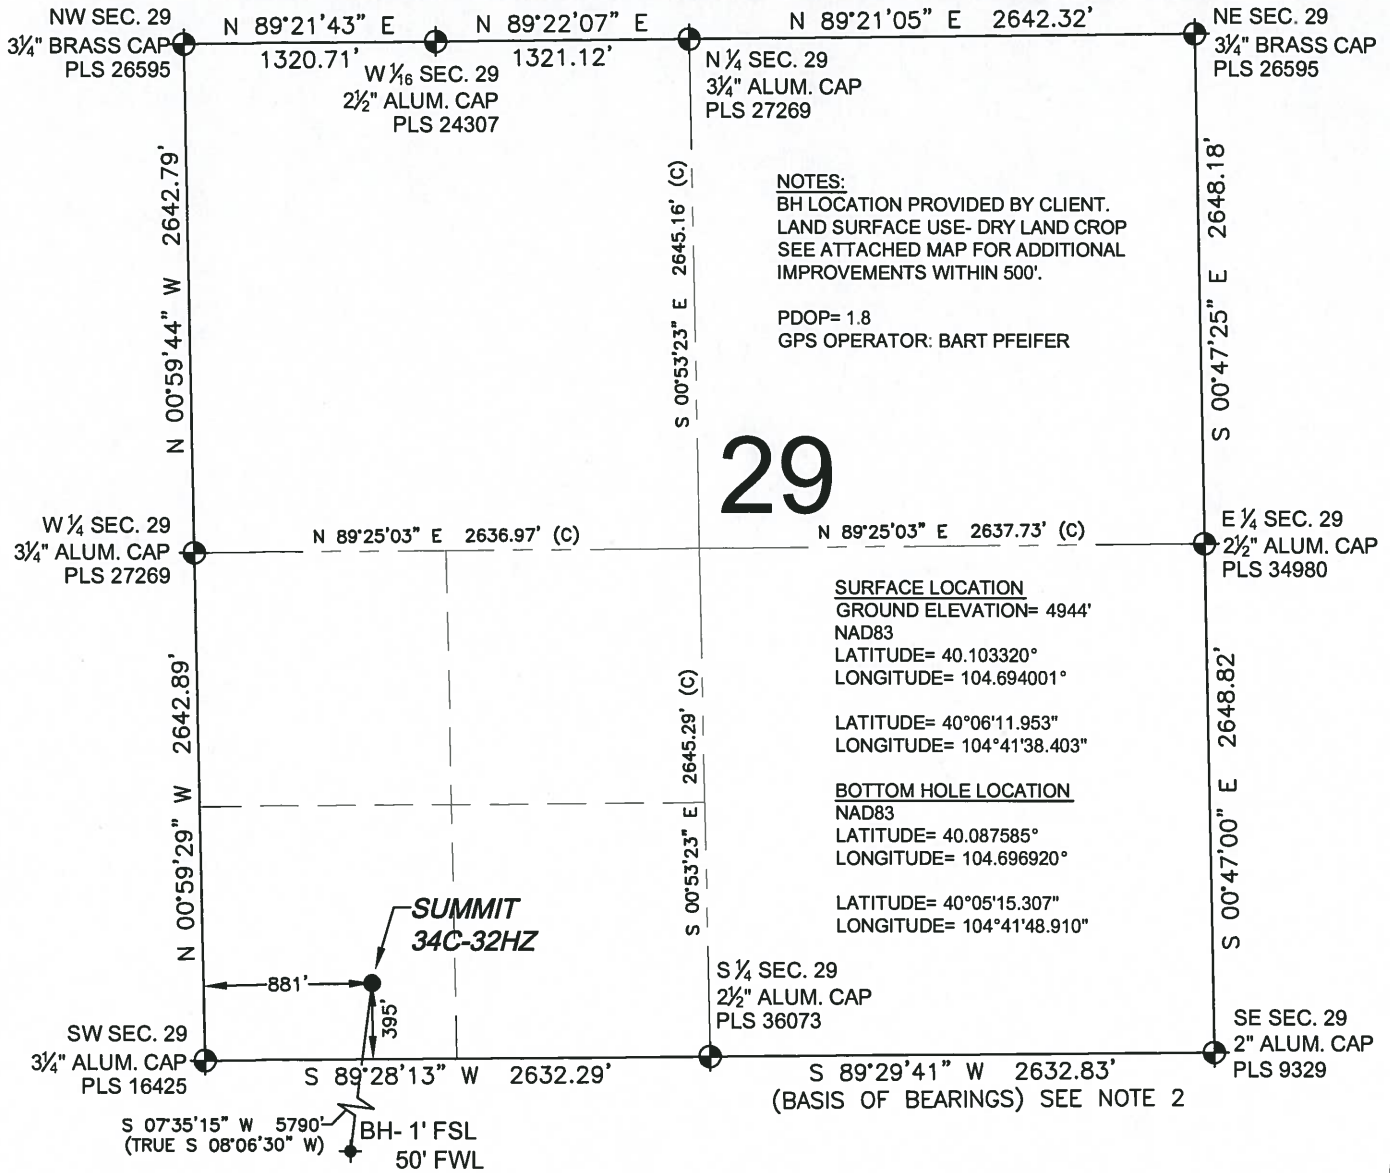 NW SEC. 29
3¼" BRASS CAP
PLS 26595
N 89°21'43" E
1320.71'
W 1⁄16 SEC. 29
2½" ALUM. CAP
PLS 24307
N 89°22'07" E
1321.12'
N ¼ SEC. 29
3¼" ALUM. CAP
PLS 27269
N 89°21'05" E 2642.32'
NE SEC. 29
3¼" BRASS CAP
PLS 26595
N 00°59'44" W 2642.79'
S 00°53'23" E 2645.16' (C)
NOTES:
BH LOCATION PROVIDED BY CLIENT.
LAND SURFACE USE- DRY LAND CROP
SEE ATTACHED MAP FOR ADDITIONAL
IMPROVEMENTS WITHIN 500'.
PDOP= 1.8
GPS OPERATOR: BART PFEIFER
S 00°47'25" E 2648.18'
29
W ¼ SEC. 29
3¼" ALUM. CAP
PLS 27269
N 89°25'03" E 2636.97' (C)
N 89°25'03" E 2637.73' (C)
E ¼ SEC. 29
2½" ALUM. CAP
PLS 34980
N 00°59'29" W 2642.89'
S 00°53'23" E 2645.29' (C)
SURFACE LOCATION
GROUND ELEVATION= 4944'
NAD83
LATITUDE= 40.103320°
LONGITUDE= 104.694001°
LATITUDE= 40°06'11.953"
LONGITUDE= 104°41'38.403"
BOTTOM HOLE LOCATION
NAD83
LATITUDE= 40.087585°
LONGITUDE= 104.696920°
LATITUDE= 40°05'15.307"
LONGITUDE= 104°41'48.910"
S 00°47'00" E 2648.82'
SUMMIT
34C-32HZ
881'
395'
SW SEC. 29
3¼" ALUM. CAP
PLS 16425
S 89°28'13" W 2632.29'
S ¼ SEC. 29
2½" ALUM. CAP
PLS 36073
S 89°29'41" W 2632.83'
(BASIS OF BEARINGS) SEE NOTE 2
SE SEC. 29
2" ALUM. CAP
PLS 9329
S 07°35'15" W 5790'
(TRUE S 08°06'30" W)
BH- 1' FSL
50' FWL